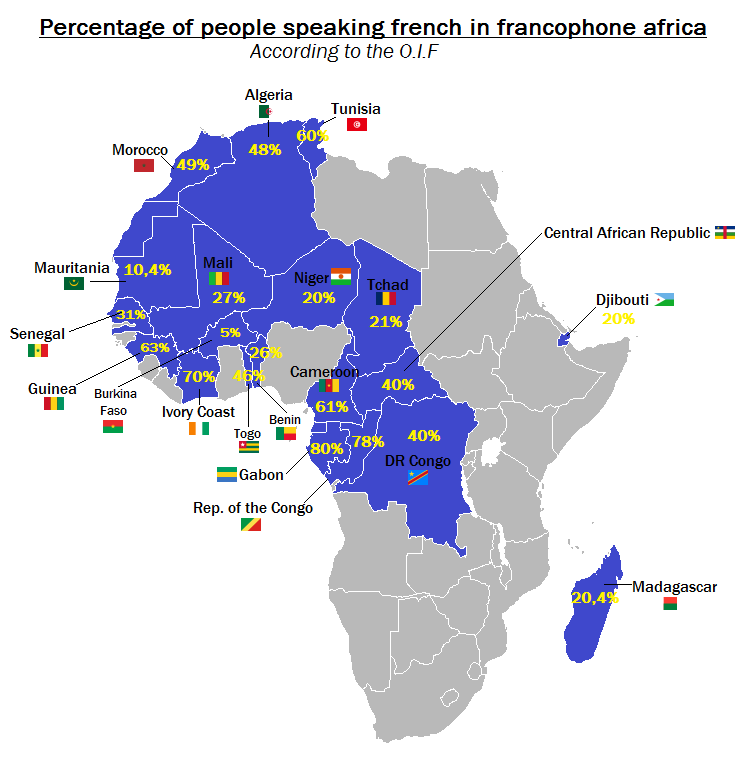 Percentage of people speaking french in francophone africa
According to the O.I.F
Algeria
Tunisia
60%
48%
Morocco
49%
Central African Republic
Mauritania
10,4%
Mali
27%
Niger
20%
Tchad
21%
Djibouti
20%
Senegal
31%
5%
63%
26%
Guinea
70%
46%
Cameroon
61%
40%
Burkina
Faso
Ivory Coast
Togo
Benin
80%
78%
40%
DR Congo
Gabon
Rep. of the Congo
Madagascar
20,4%